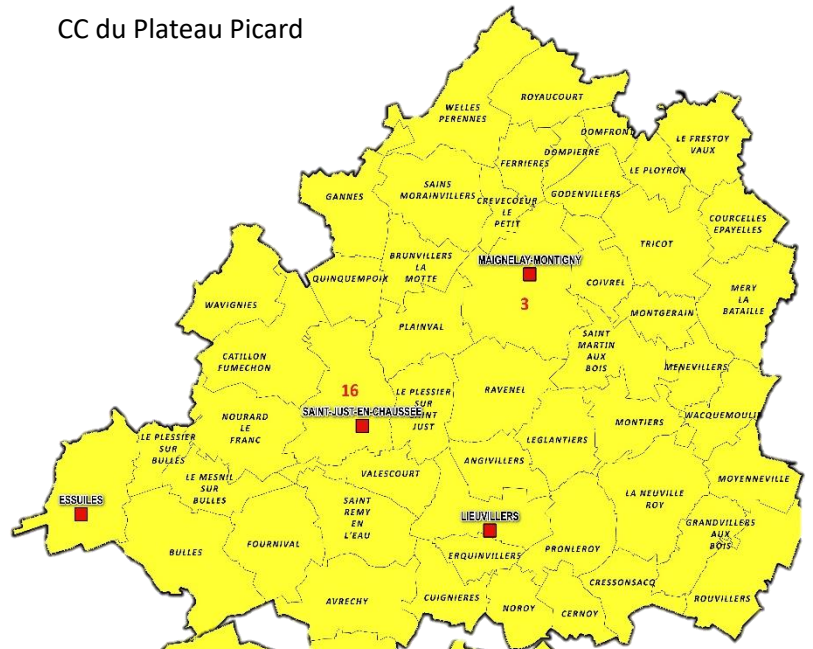 CC du Plateau Picard
WELLES
PERENNES
ROYAUCOURT
DOMFRONT
LE FRESTOY
VAUX
FERRIERES
DOMPIERRE
LE PLOYRON
GANNES
SAINS
MORAINVILLERS
CREVECOEUR
LE
PETIT
GODENVILLERS
COURCELLES
EPAYELLES
TRICOT
BRUNVILLERS
LA
MOTTE
MAIGNELAY-MONTIGNY
3
QUINQUEMPOIX
COIVREL
MERY
LA
BATAILLE
WAVIGNIES
PLAINVAL
MONTGERAIN
SAINT
MARTIN
AUX
BOIS
CATILLON
FUMECHON
MENEVILLERS
16
LE PLESSIER
SUR
SAINT
JUST
RAVENEL
SAINT-JUST-EN-CHAUSSEE
NOURARD
LE
FRANC
MONTIERS
WACQUEMOULIN
LE PLESSIER
SUR
BULLES
LEGLANTIERS
ANGIVILLERS
LE MESNIL
SUR
BULLES
VALESCOURT
MOYENNEVILLE
ESSUILES
SAINT
REMY
EN
L'EAU
LA NEUVILLE
ROY
LIEUVILLERS
GRANDVILLERS
AUX
BOIS
BULLES
FOURNIVAL
ERQUINVILLERS
PRONLEROY
CRESSONSACQ
AVRECHY
CUIGNIERES
NOROY
CERNOY
ROUVILLERS